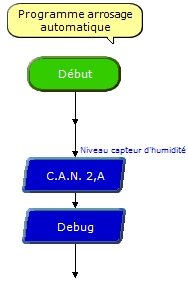 Programme arrosage
automatique
Début
Niveau capteur d'humidité
C.A.N. 2,A
Debug